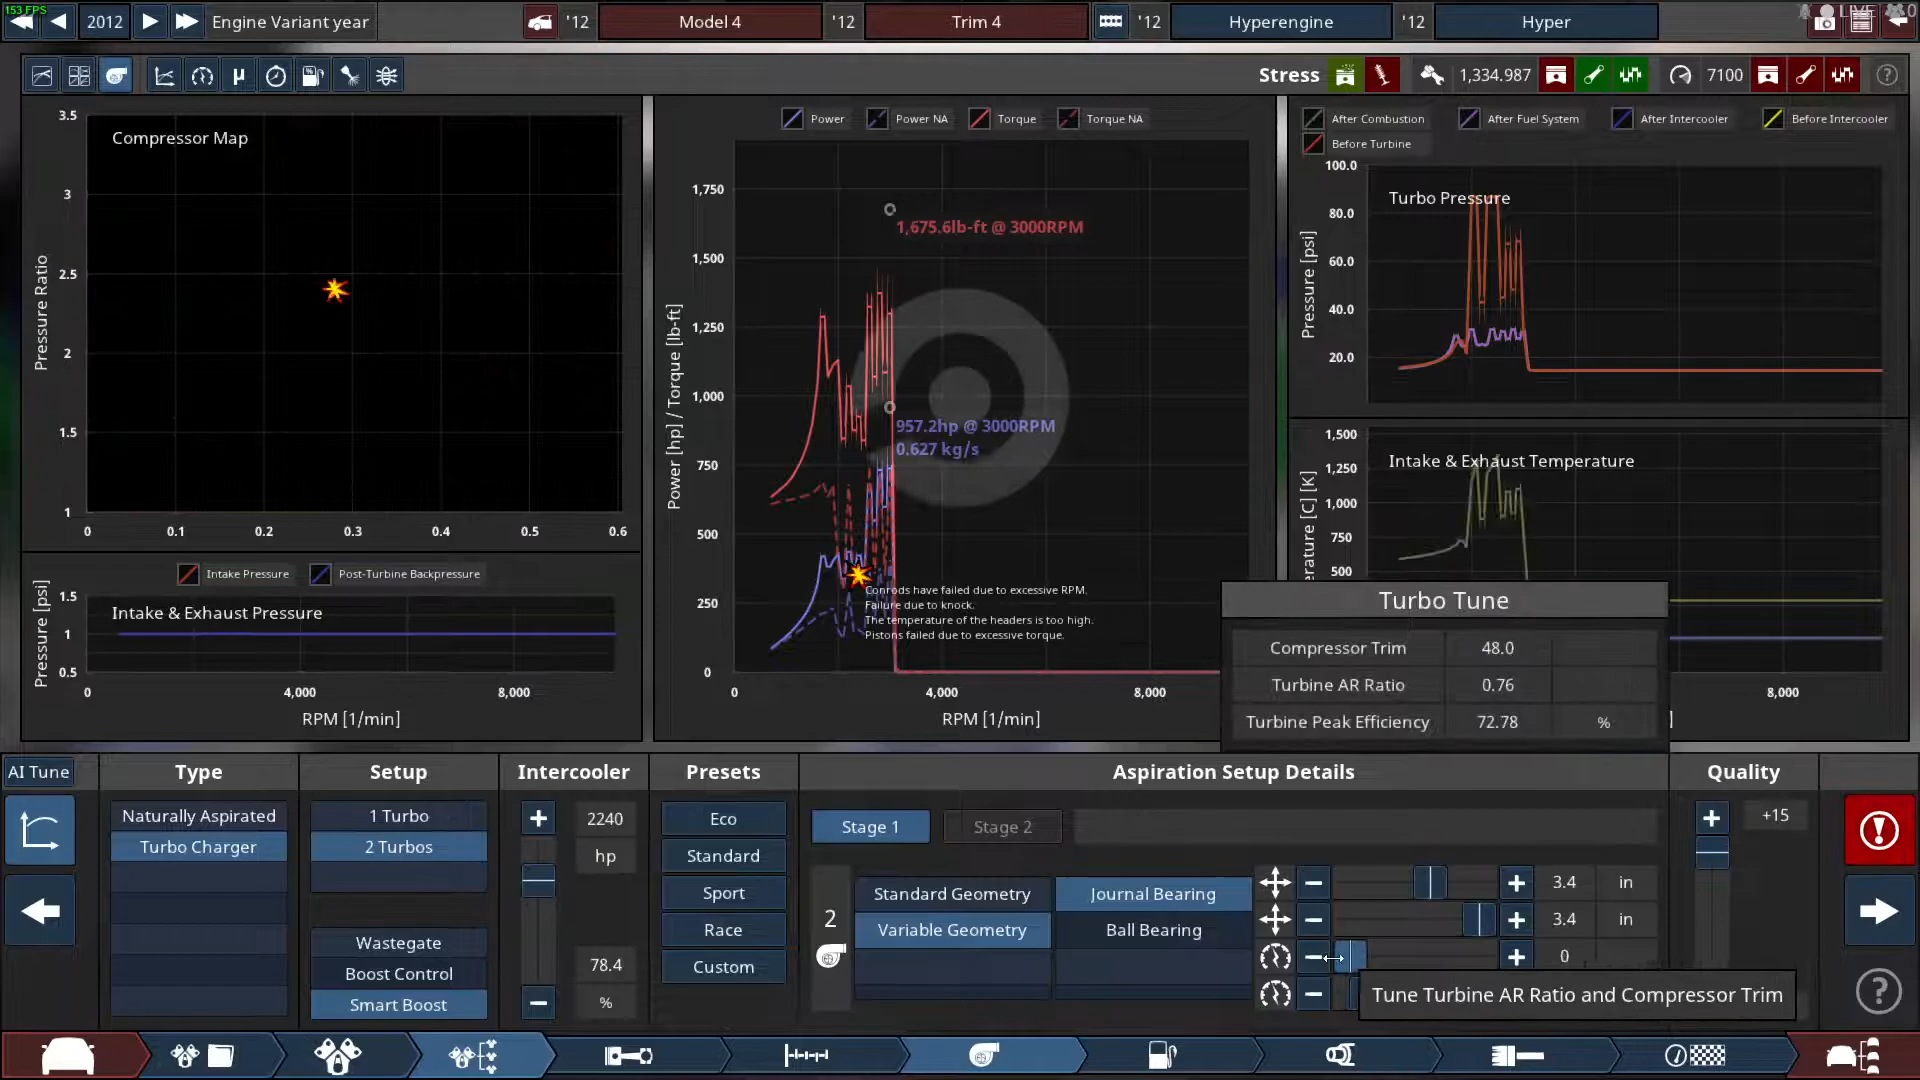 153 FPS
2012
Engine Variant year
'12
Model 4
'12
Trim 4
'12
Hyperengine
'12
Hyper
LIVE
0
Stress
1,334.987
7100
Compressor Map
Pressure Ratio
3.5
3
2.5
2
1.5
1
0
0.1
0.2
0.3
0.4
0.5
0.6
Intake Pressure
Post-Turbine Backpressure
Intake & Exhaust Pressure
Pressure [psi]
1.5
1
0.5
0
4,000
8,000
RPM [1/min]
Power
Power NA
Torque
Torque NA
Power [hp] / Torque [lb-ft]
1,750
1,500
1,250
1,000
750
500
250
0
1,675.6lb-ft @ 3000RPM
957.2hp @ 3000RPM
0.627 kg/s
Conrods have failed due to excessive RPM.
Failure due to knock.
The temperature of the headers is too high.
Pistons failed due to excessive torque.
0
4,000
8,000
RPM [1/min]
After Combustion
After Fuel System
After Intercooler
Before Intercooler
Before Turbine
Turbo Pressure
Pressure [psi]
100.0
80.0
60.0
40.0
20.0
Intake & Exhaust Temperature
erature [C] [K]
1,500
1,250
1,000
750
500
8,000
]
Turbo Tune
Compressor Trim
48.0
Turbine AR Ratio
0.76
Turbine Peak Efficiency
72.78
%
AI Tune
Type
Naturally Aspirated
Turbo Charger
Setup
1 Turbo
2 Turbos
Wastegate
Boost Control
Smart Boost
Intercooler
2240
hp
78.4
%
Presets
Eco
Standard
Sport
Race
Custom
Aspiration Setup Details
Stage 1
Stage 2
2
Standard Geometry
Variable Geometry
Journal Bearing
Ball Bearing
3.4
in
3.4
in
0
Tune Turbine AR Ratio and Compressor Trim
Quality
+15